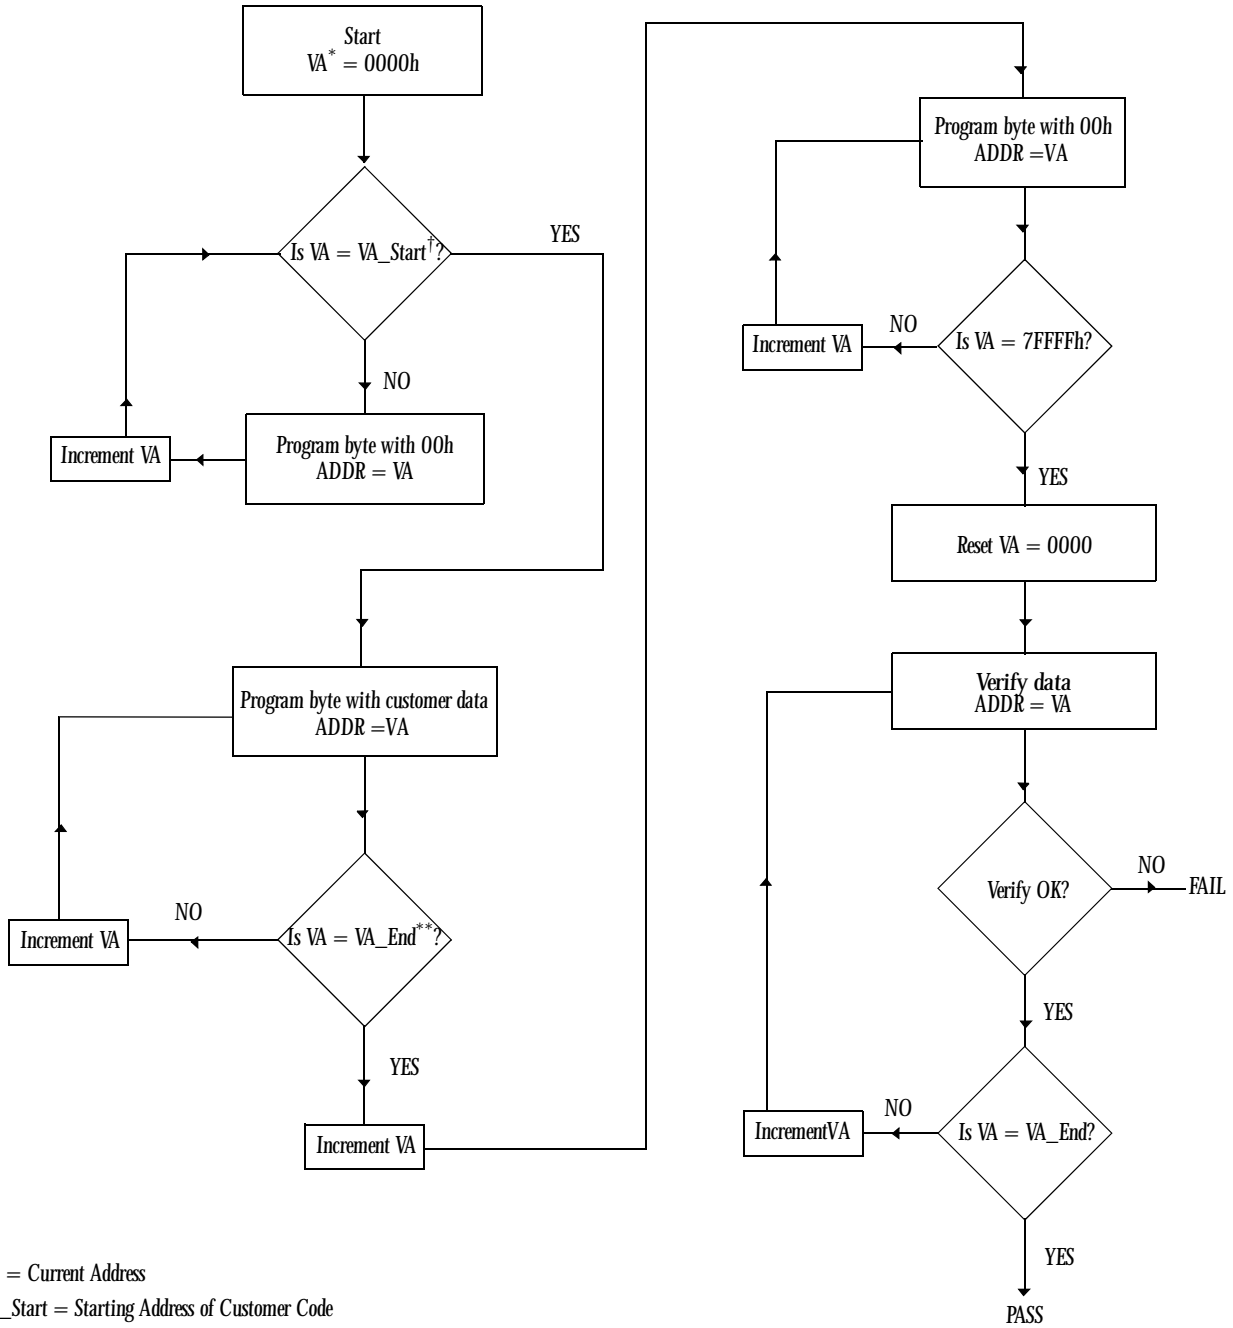 Start
VA* = 0000h
Is VA = VA_Start†?
YES
NO
Program byte with 00h
ADDR = VA
Increment VA
Program byte with customer data
ADDR =VA
Is VA = VA_End**?
NO
Increment VA
YES
Increment VA
Program byte with 00h
ADDR =VA
Is VA = 7FFFFh?
NO
Increment VA
YES
Reset VA = 0000
Verify data
ADDR = VA
Verify OK?
NO
FAIL
YES
Is VA = VA_End?
NO
IncrementVA
YES
PASS
= Current Address
_Start = Starting Address of Customer Code